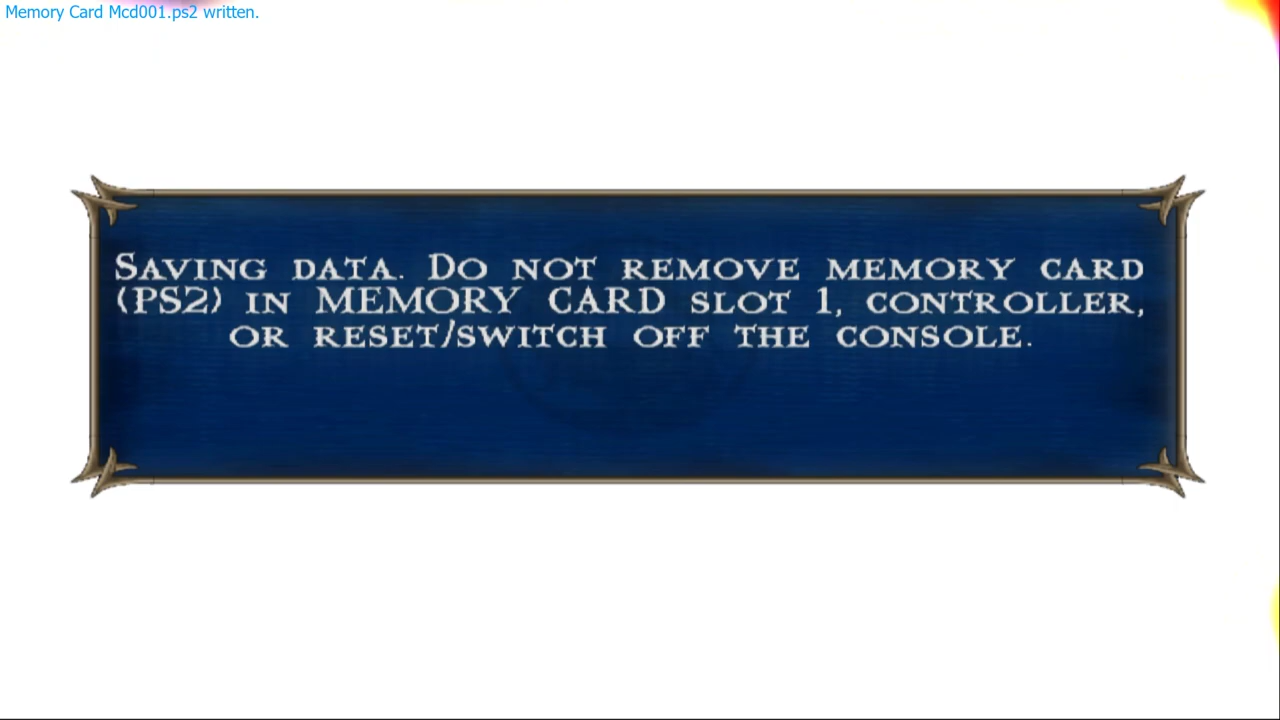 Memory Card Mcd001.ps2 written.
Saving data. Do not remove memory card
(PS2) in MEMORY CARD slot 1, controller,
or reset/switch off the console.